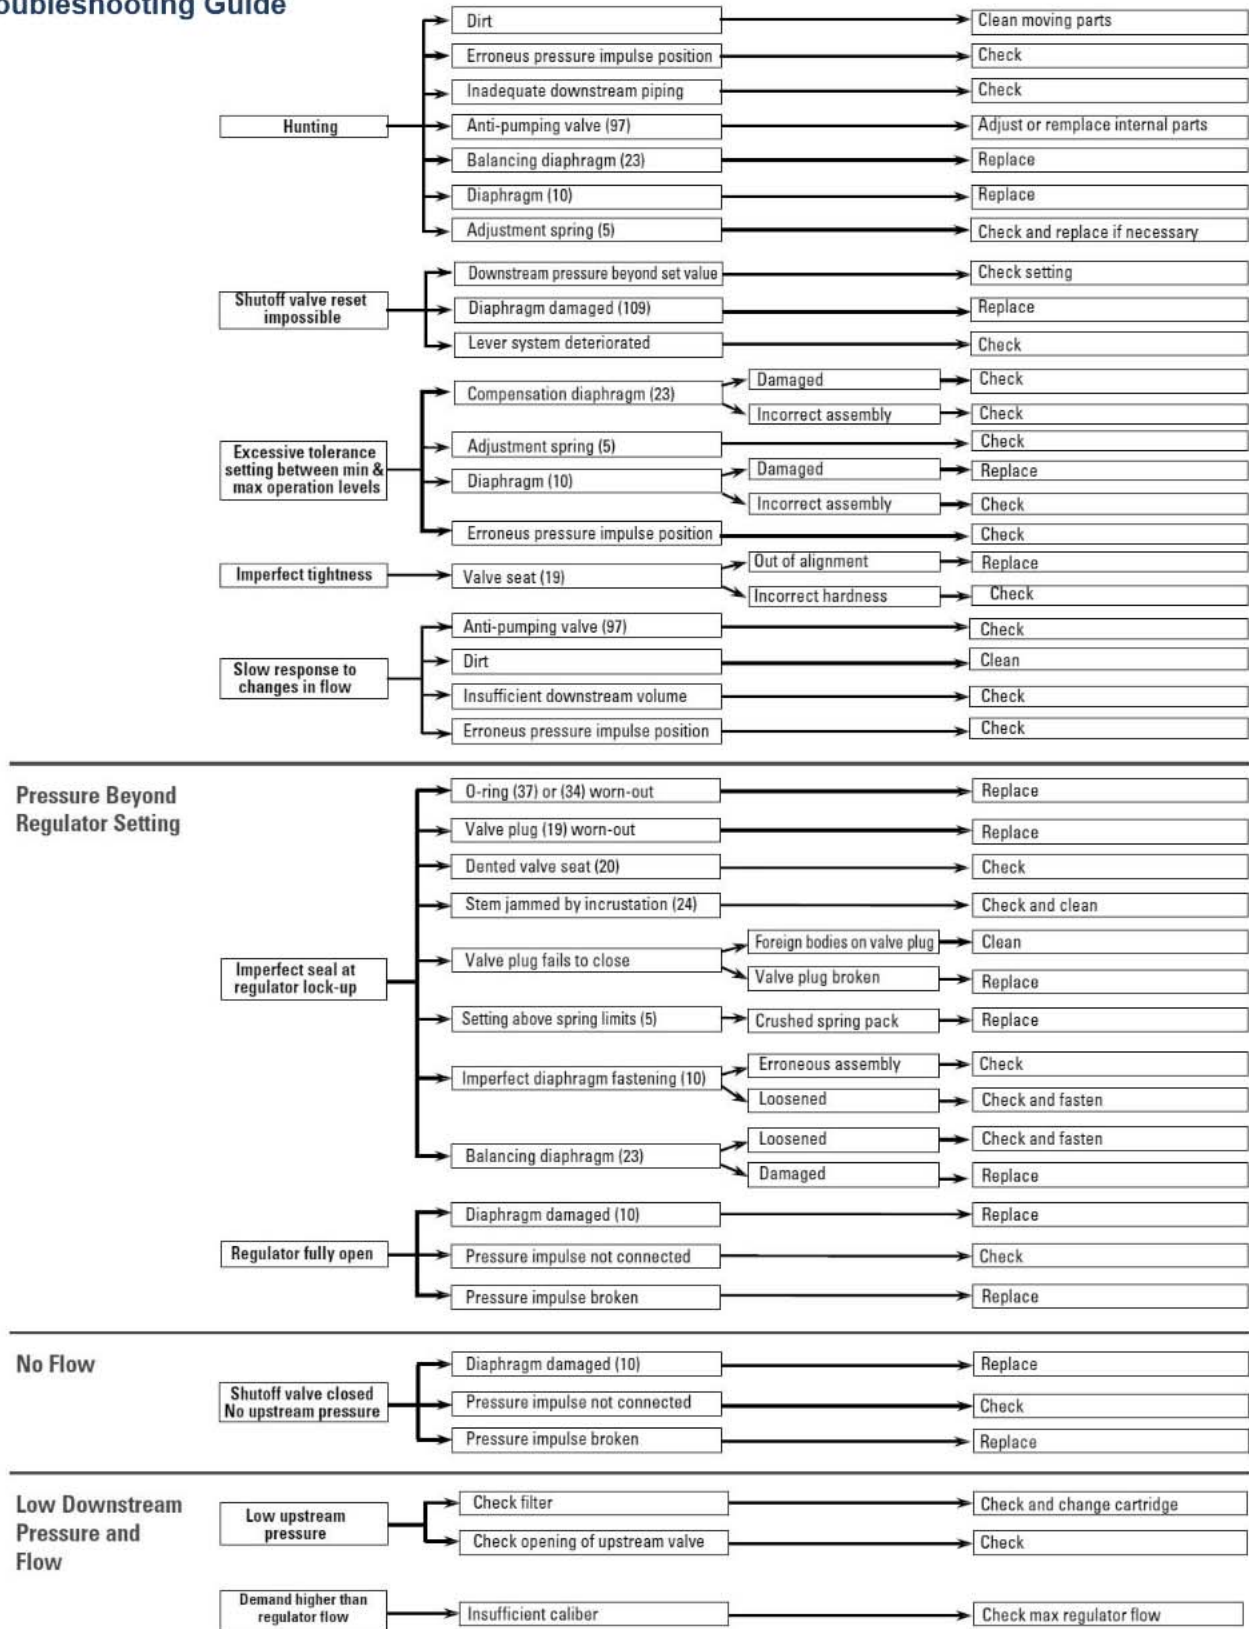 oubleshooting Guide
Dirt
Clean moving parts
Erroneus pressure impulse position
Check
Inadequate downstream piping
Check
Hunting
Anti-pumping valve (97)
Adjust or remplace internal parts
Balancing diaphragm (23)
Replace
Diaphragm (10)
Replace
Adjustment spring (5)
Check and replace if necessary
Downstream pressure beyond set value
Check setting
Shutoff valve reset
impossible
Diaphragm damaged (109)
Replace
Lever system deteriorated
Check
Compensation diaphragm (23)
Damaged
Check
Incorrect assembly
Check
Excessive tolerance
setting between min &
max operation levels
Adjustment spring (5)
Check
Diaphragm (10)
Damaged
Replace
Incorrect assembly
Check
Erroneus pressure impulse position
Check
Imperfect tightness
Valve seat (19)
Out of alignment
Replace
Incorrect hardness
Check
Slow response to
changes in flow
Anti-pumping valve (97)
Check
Dirt
Clean
Insufficient downstream volume
Check
Erroneus pressure impulse position
Check
Pressure Beyond
Regulator Setting
Imperfect seal at
regulator lock-up
O-ring (37) or (34) worn-out
Replace
Valve plug (19) worn-out
Replace
Dented valve seat (20)
Check
Stem jammed by incrustation (24)
Check and clean
Valve plug fails to close
Foreign bodies on valve plug
Clean
Valve plug broken
Replace
Setting above spring limits (5)
Crushed spring pack
Replace
Imperfect diaphragm fastening (10)
Erroneous assembly
Check
Loosened
Check and fasten
Balancing diaphragm (23)
Loosened
Check and fasten
Damaged
Replace
Regulator fully open
Diaphragm damaged (10)
Replace
Pressure impulse not connected
Check
Pressure impulse broken
Replace
No Flow
Shutoff valve closed
No upstream pressure
Diaphragm damaged (10)
Replace
Pressure impulse not connected
Check
Pressure impulse broken
Replace
Low Downstream
Pressure and
Flow
Low upstream
pressure
Check filter
Check and change cartridge
Check opening of upstream valve
Check
Demand higher than
regulator flow
Insufficient caliber
Check max regulator flow